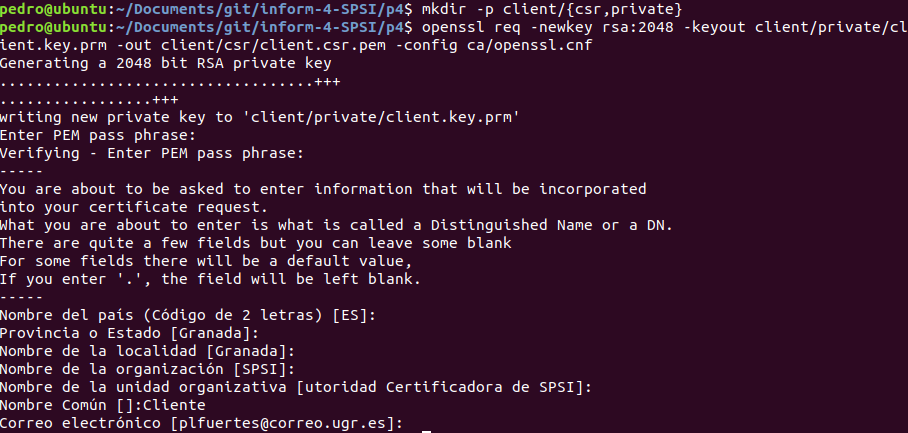 pedro@ubuntu:~/Documents/git/inform-4-SPSI/p4$ mkdir -p client/{csr,private}
pedro@ubuntu:~/Documents/git/inform-4-SPSI/p4$ openssl req -newkey rsa:2048 -keyout client/private/cl
ient.key.prm -out client/csr/client.csr.pem -config ca/openssl.cnf
Generating a 2048 bit RSA private key
...................................+++
.................+++
writing new private key to 'client/private/client.key.prm'
Enter PEM pass phrase:
Verifying - Enter PEM pass phrase:
-----
You are about to be asked to enter information that will be incorporated
into your certificate request.
What you are about to enter is what is called a Distinguished Name or a DN.
There are quite a few fields but you can leave some blank
For some fields there will be a default value,
If you enter '.', the field will be left blank.
-----
Nombre del país (Código de 2 letras) [ES]:
Provincia o Estado [Granada]:
Nombre de la localidad [Granada]:
Nombre de la organización [SPSI]:
Nombre de la unidad organizativa [utoridad Certificadora de SPSI]:
Nombre Común []:Cliente
Correo electrónico [plfuertes@correo.ugr.es]: